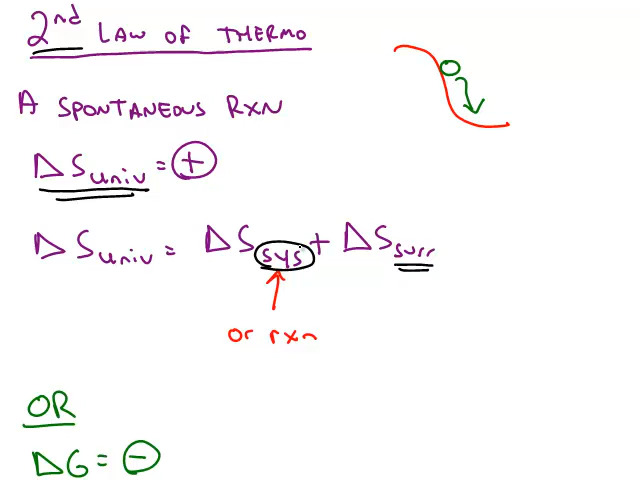 2nd LAW OF THERMO
A SPONTANEOUS RXN
ΔSuniv = +
ΔSuniv = ΔSsys + ΔSsurr
or rxn
OR
ΔG = −